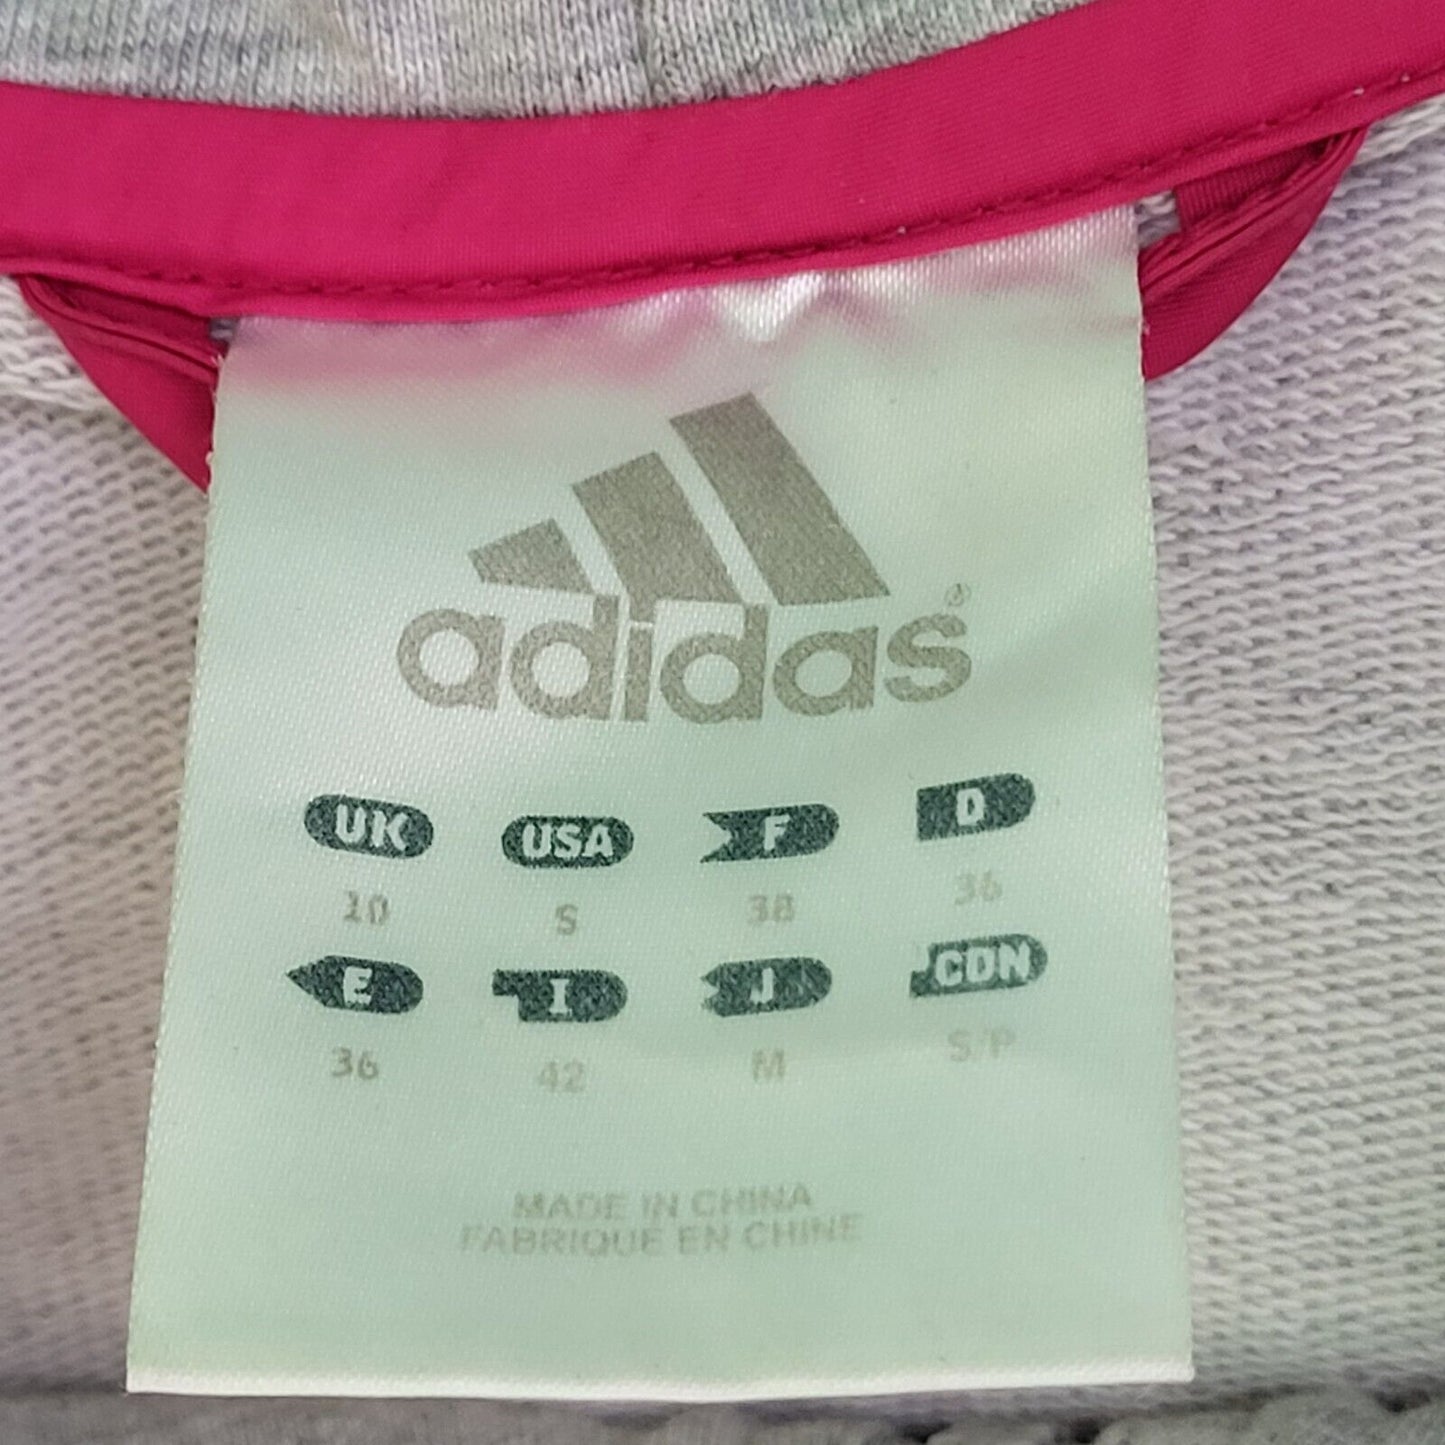 adidas®
UK USA F D
10 S 38 36
E I J CDN
36 42 M S/P
MADE IN CHINA
FABRIQUE EN CHINE